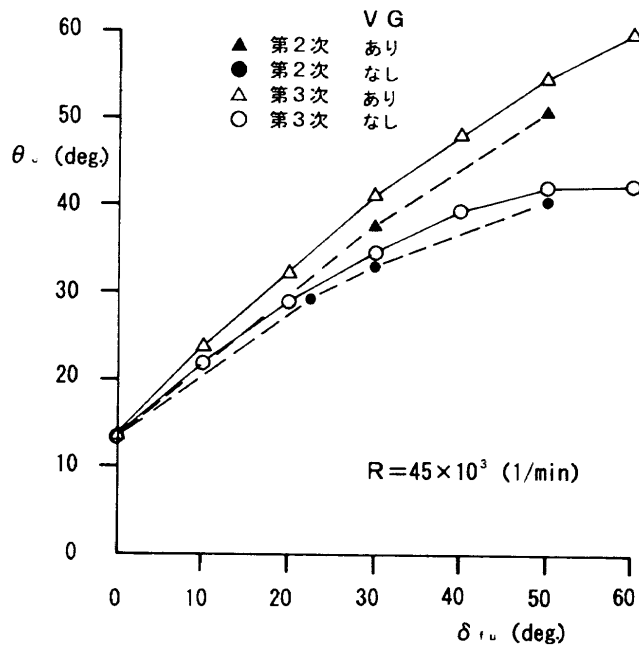 V G
▲ 第2次 あり
● 第2次 なし
△ 第3次 あり
○ 第3次 なし
θ J (deg.)
60
50
40
30
20
10
0
R=45×10³ (1/min)
0 10 20 30 40 50 60
δ f u (deg.)